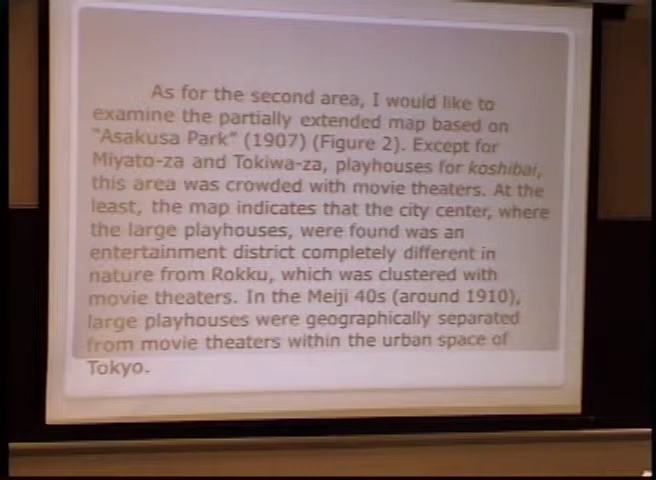 As for the second area, I would like to
examine the partially extended map based on
"Asakusa Park" (1907) (Figure 2). Except for
Miyato-za and Tokiwa-za, playhouses for koshibai,
this area was crowded with movie theaters. At the
least, the map indicates that the city center, where
the large playhouses, were found was an
entertainment district completely different in
nature from Rokku, which was clustered with
movie theaters. In the Meiji 40s (around 1910),
large playhouses were geographically separated
from movie theaters within the urban space of
Tokyo.